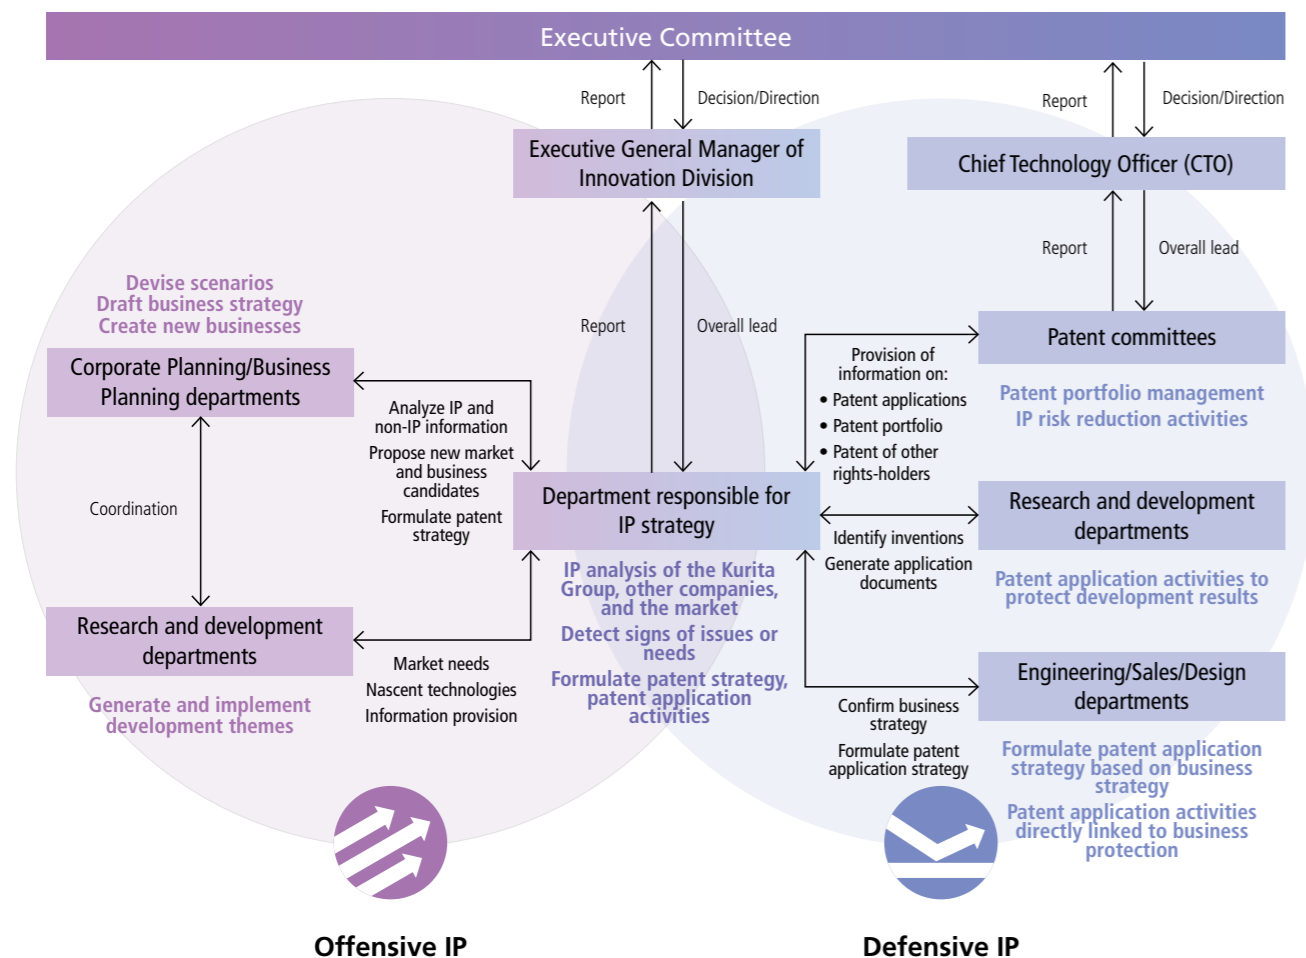 Executive Committee
Report
Decision/Direction
Report
Decision/Direction
Executive General Manager of
Innovation Division
Chief Technology Officer (CTO)
Report
Overall lead
Devise scenarios
Draft business strategy
Create new businesses
Report
Overall lead
Patent committees
Corporate Planning/Business
Planning departments
Provision of
information on:
• Patent applications
• Patent portfolio
• Patent of other
rights-holders
Patent portfolio management
IP risk reduction activities
Analyze IP and
non-IP information
Propose new market
and business
candidates
Formulate patent
strategy
Coordination
Department responsible for
IP strategy
Research and development
departments
Identify inventions
Generate application
documents
Patent application activities to
protect development results
IP analysis of the Kurita
Group, other companies,
and the market
Detect signs of issues or
needs
Formulate patent strategy,
patent application
activities
Research and development
departments
Market needs
Nascent technologies
Information provision
Generate and implement
development themes
Engineering/Sales/Design
departments
Confirm business
strategy
Formulate patent
application strategy
Formulate patent application
strategy based on business
strategy
Patent application activities
directly linked to business
protection
Offensive IP
Defensive IP